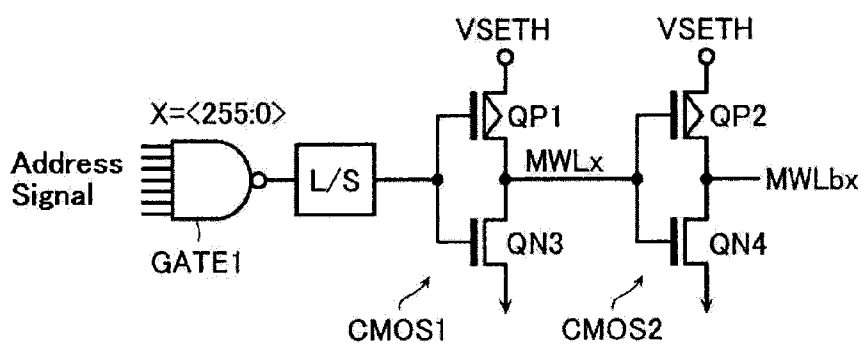 VSETH
VSETH
X=<255:0>
QP1
QP2
Address
Signal
L/S
MWLx
MWLbx
QN3
QN4
GATE1
CMOS1
CMOS2